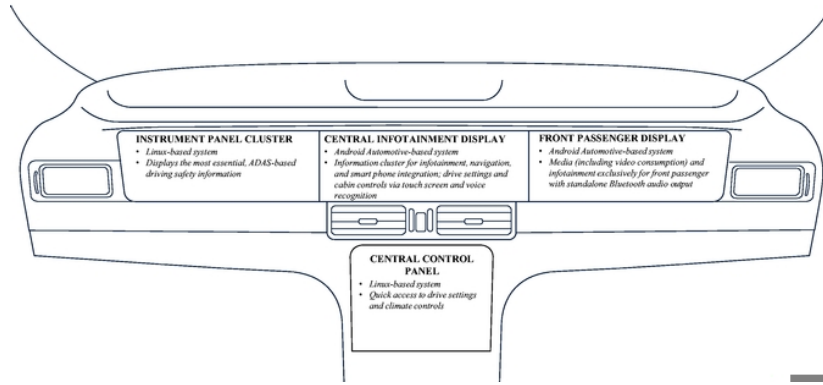 INSTRUMENT PANEL CLUSTER
• Linux-based system
• Displays the most essential, ADAS-based
driving safety information
CENTRAL INFOTAINMENT DISPLAY
• Android Automotive-based system
• Information cluster for infotainment, navigation,
and smart phone integration; drive settings and
cabin controls via touch screen and voice
recognition
FRONT PASSENGER DISPLAY
• Android Automotive-based system
• Media (including video consumption) and
infotainment exclusively for front passenger
with standalone Bluetooth audio output
CENTRAL CONTROL
PANEL
• Linux-based system
• Quick access to drive settings
and climate controls